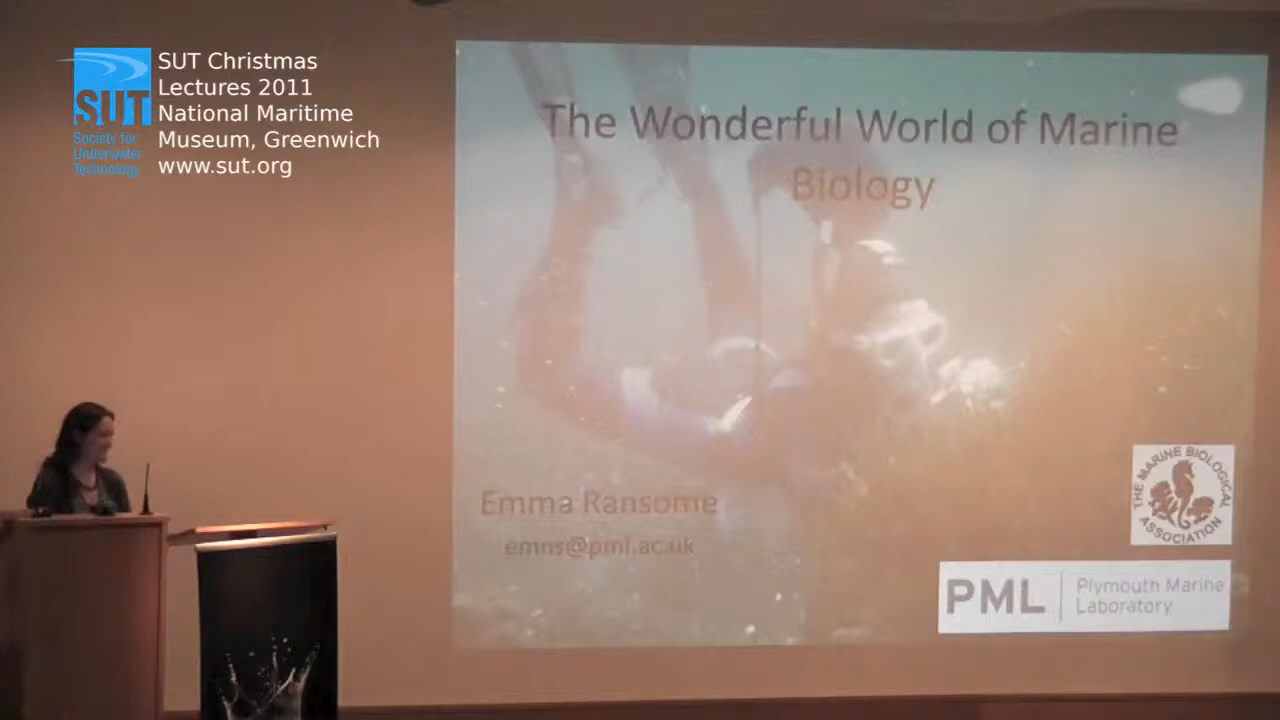 SUT Christmas
Lectures 2011
National Maritime
Museum, Greenwich
www.sut.org
SUT
Society for
Underwater
Technology
The Wonderful World of Marine
Biology
Emma Ransome
emns@pml.ac.uk
THE MARINE BIOLOGICAL
ASSOCIATION
PML
Plymouth Marine
Laboratory